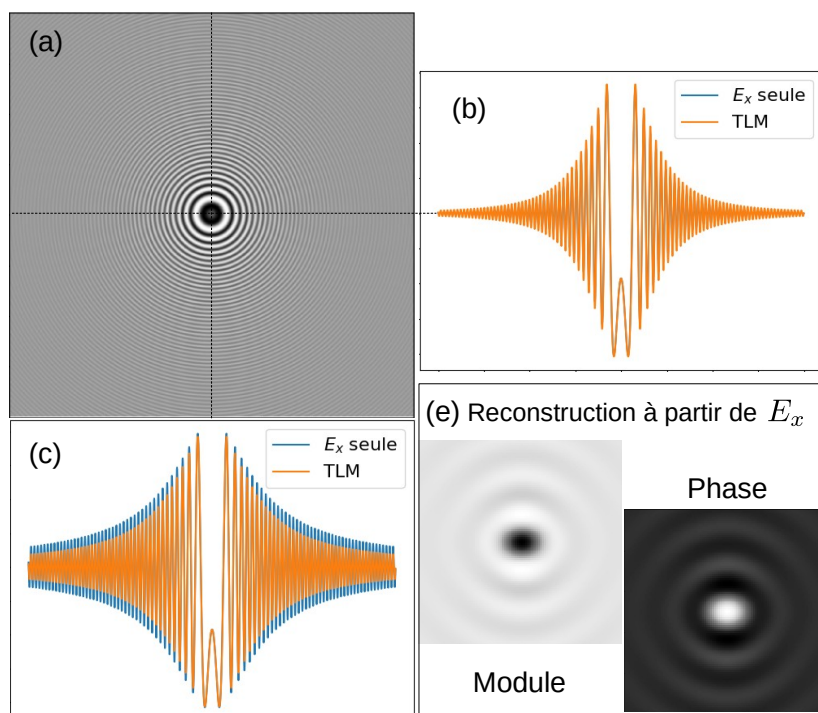 (a)
(b)
E_x seule
TLM
(c)
E_x seule
TLM
(e) Reconstruction à partir de E_x
Phase
Module